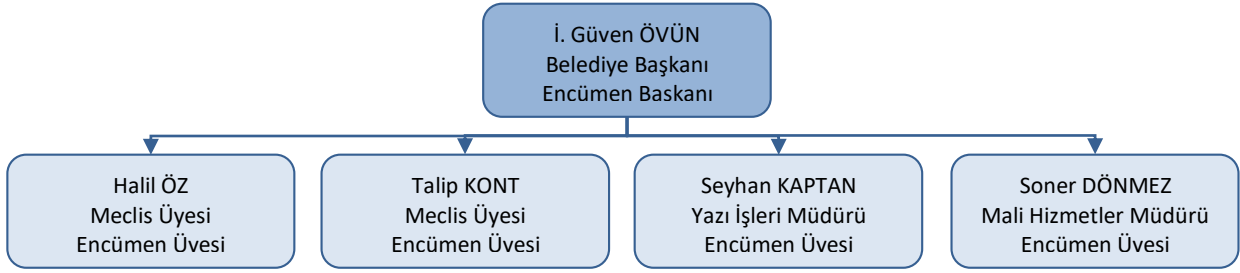 İ. Güven ÖVÜN
Belediye Başkanı
Encümen Baskanı
Halil ÖZ
Meclis Üyesi
Encümen Üvesi
Talip KONT
Meclis Üyesi
Encümen Üvesi
Seyhan KAPTAN
Yazı İşleri Müdürü
Encümen Üvesi
Soner DÖNMEZ
Mali Hizmetler Müdürü
Encümen Üvesi